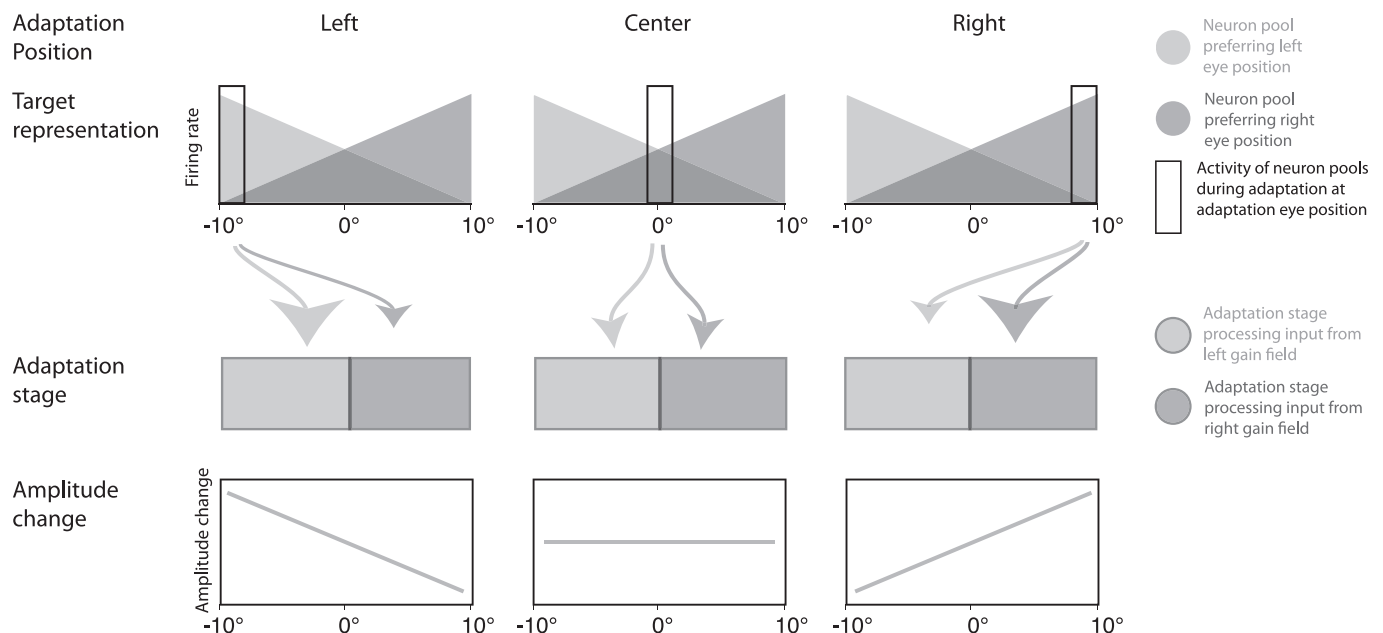 Adaptation
Position
Left
Center
Right
Neuron pool
preferring left
eye position
Target
representation
Firing rate
-10°
0°
10°
-10°
0°
10°
-10°
0°
10°
Neuron pool
preferring right
eye position
Activity of neuron pools
during adaptation at
adaptation eye position
Adaptation
stage
Adaptation stage
processing input from
left gain field
Adaptation stage
processing input from
right gain field
Amplitude
change
Amplitude change
-10°
0°
10°
-10°
0°
10°
-10°
0°
10°